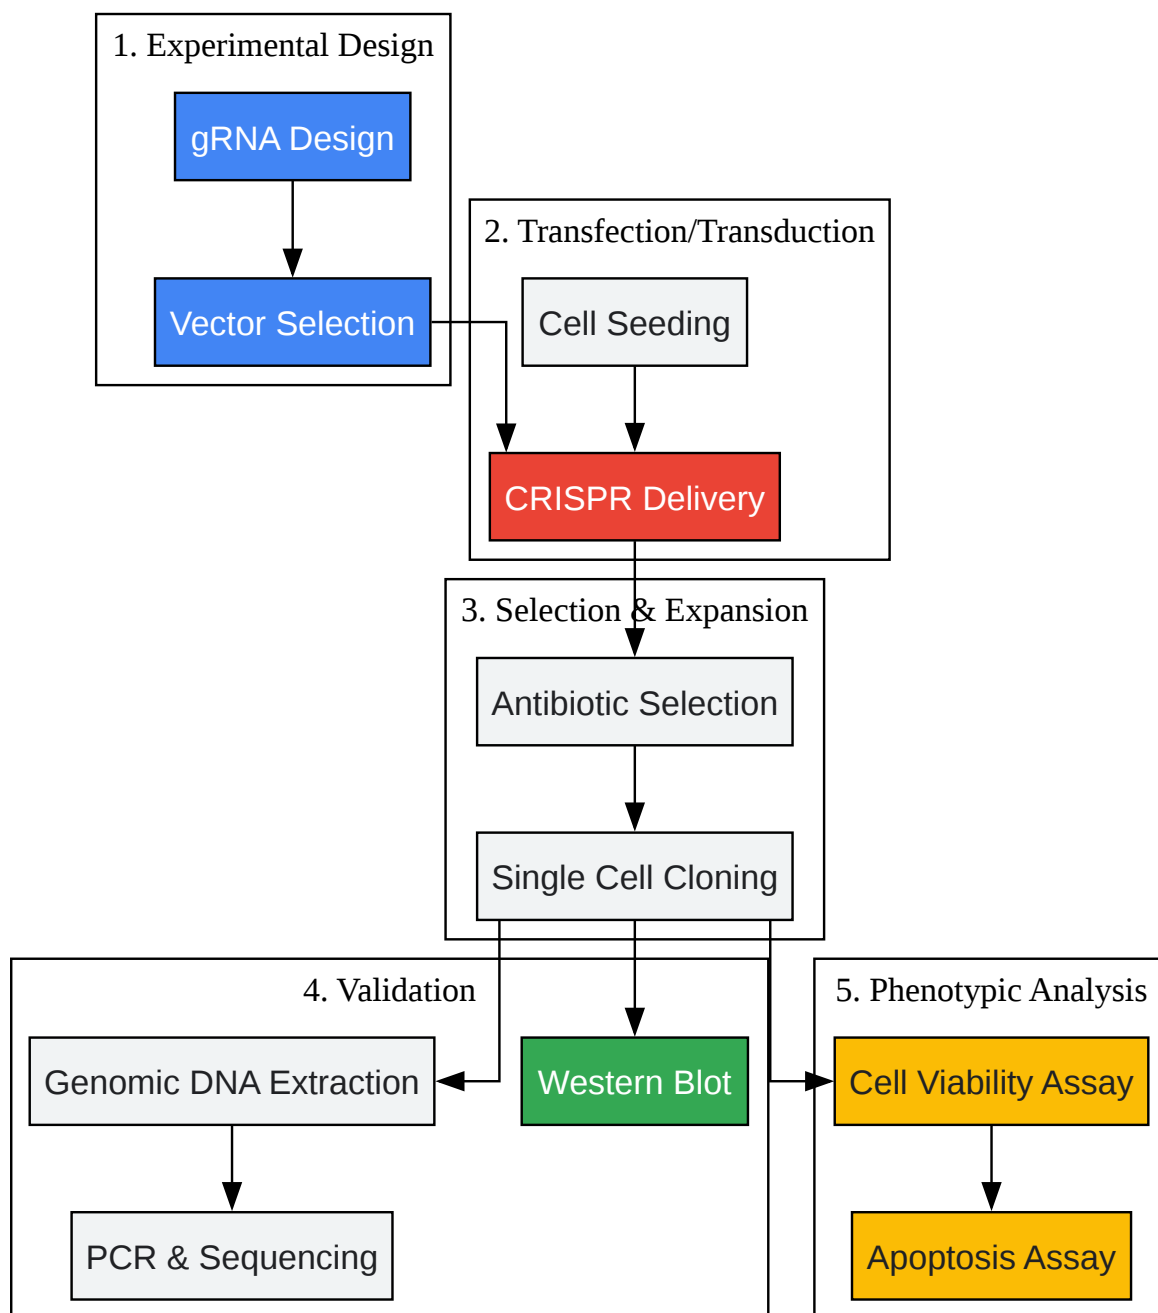 1. Experimental Design
gRNA Design
Vector Selection
2. Transfection/Transduction
Cell Seeding
CRISPR Delivery
3. Selection & Expansion
Antibiotic Selection
Single Cell Cloning
4. Validation
Genomic DNA Extraction
Western Blot
PCR & Sequencing
5. Phenotypic Analysis
Cell Viability Assay
Apoptosis Assay